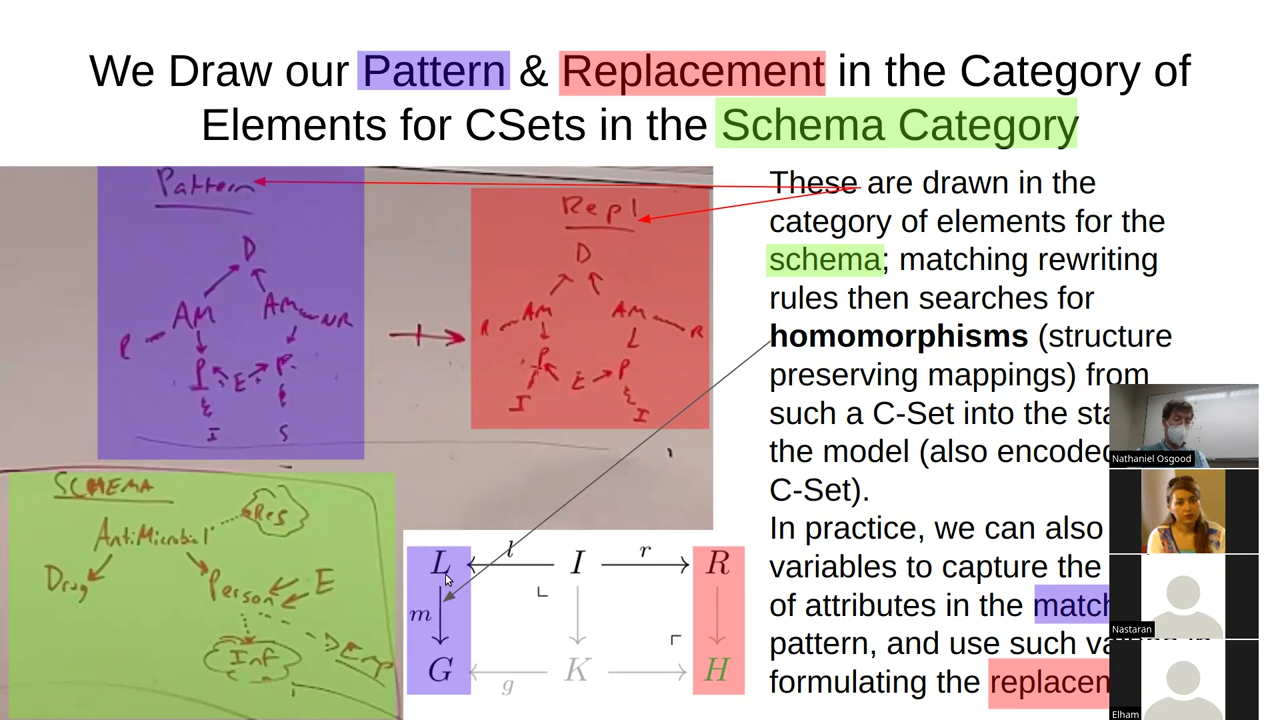 We Draw our Pattern & Replacement in the Category of
Elements for CSets in the Schema Category
Pattern
D
AM AM NR
R
P E P
I S
Repl
D
R AM AM R
P E P
I I
SCHEMA
AntiMicrobial Res
Drug Person E
Inf Emp
L l I r R
m
G g K H
These are drawn in the
category of elements for the
schema; matching rewriting
rules then searches for
homomorphisms (structure
preserving mappings) from
such a C-Set into the sta
the model (also encoded
C-Set).
In practice, we can also
variables to capture the
of attributes in the match
pattern, and use such va
formulating the replacem
Nathaniel Osgood
Nastaran
Elham